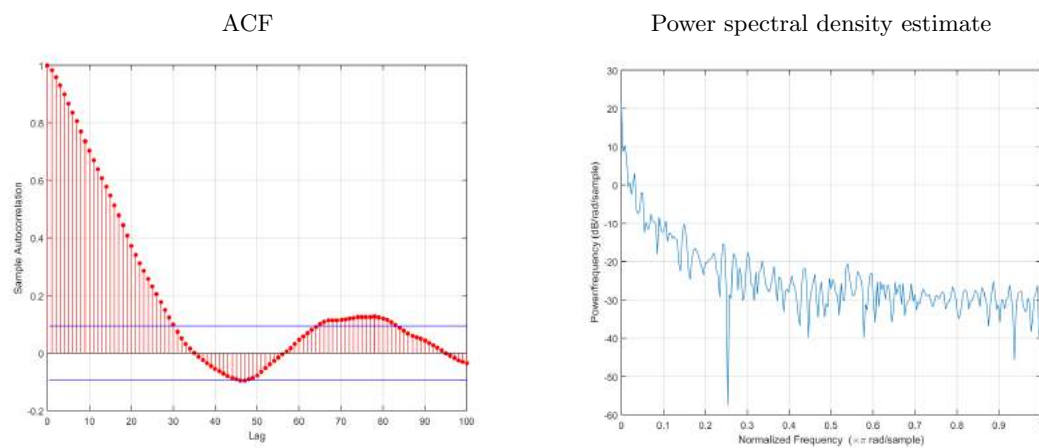 ACF
Power spectral density estimate
1
0.8
0.6
0.4
0.2
0
-0.2
Sample Autocorrelation
0 10 20 30 40 50 60 70 80 90 100
Lag
30
20
10
0
-10
-20
-30
-40
-50
-60
Power/frequency (dB/rad/sample)
0 0.1 0.2 0.3 0.4 0.5 0.6 0.7 0.8 0.9
Normalized Frequency (×π rad/sample)